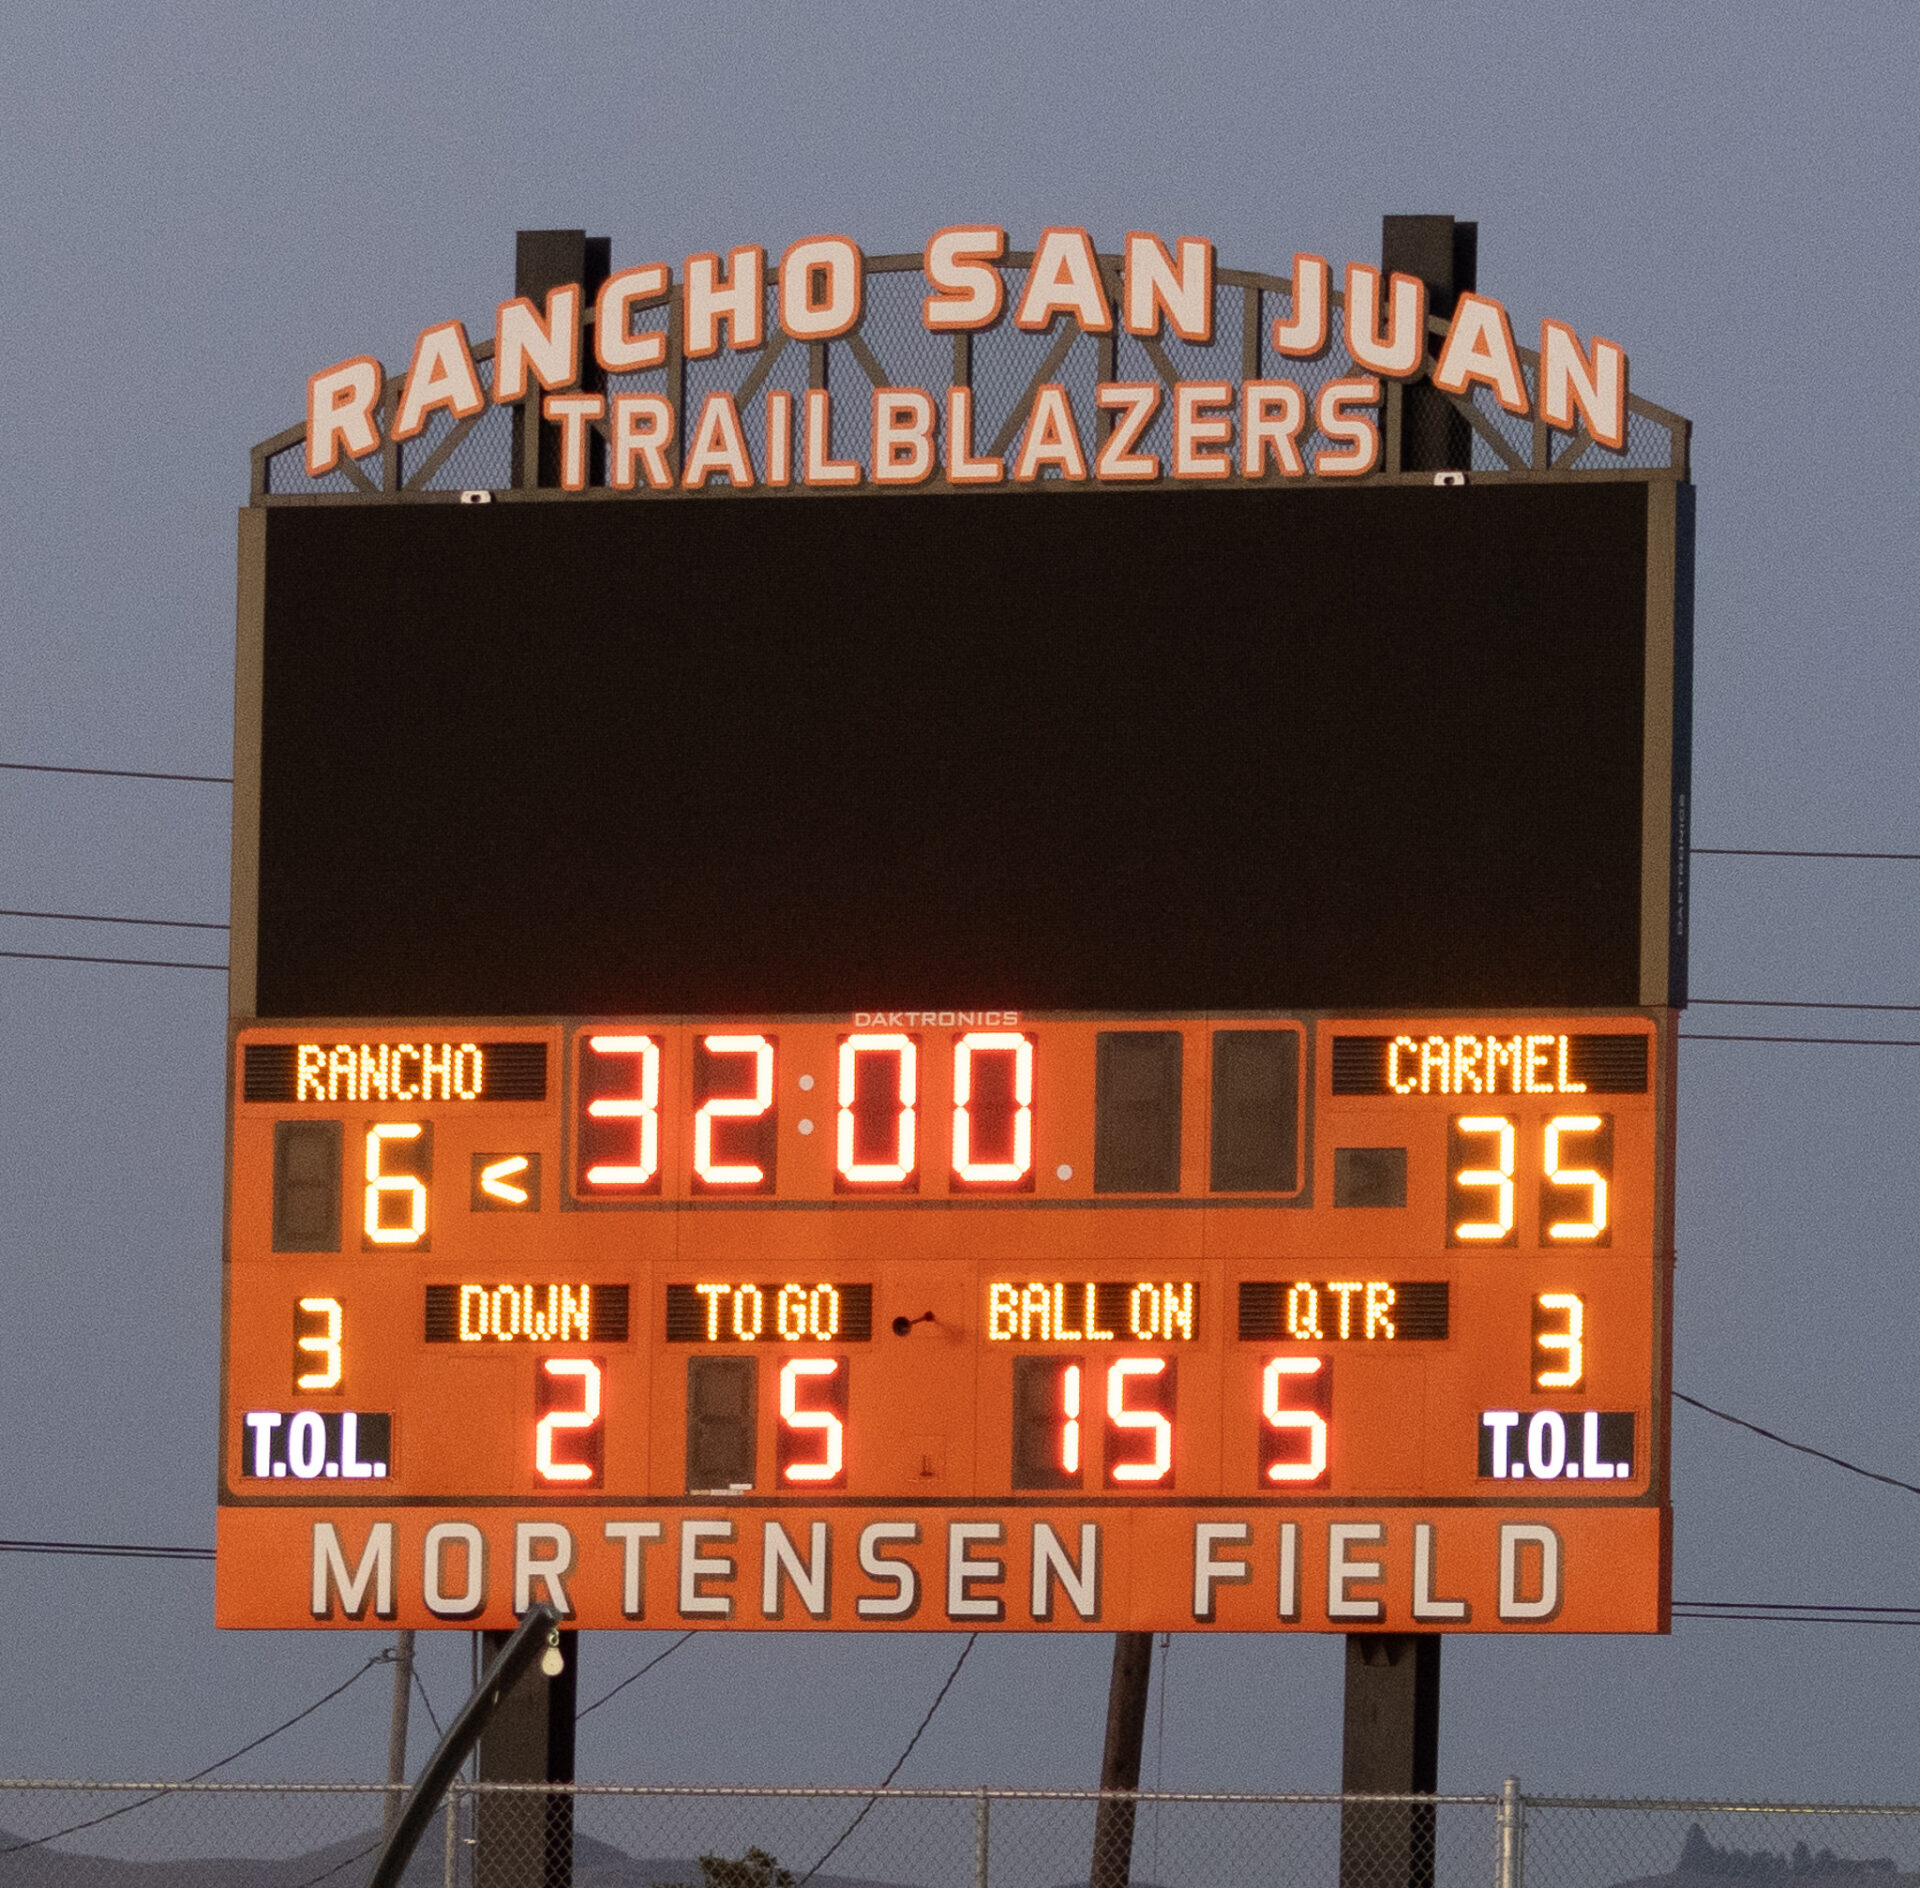 RANCHO SAN JUAN
TRAILBLAZERS
DAKTRONICS
DAKTRONICS
RANCHO
32:00.
CARMEL
6 <
35
3
DOWN
TO GO
BALL ON
QTR
3
2
5
15
5
T.O.L.
T.O.L.
MORTENSEN FIELD